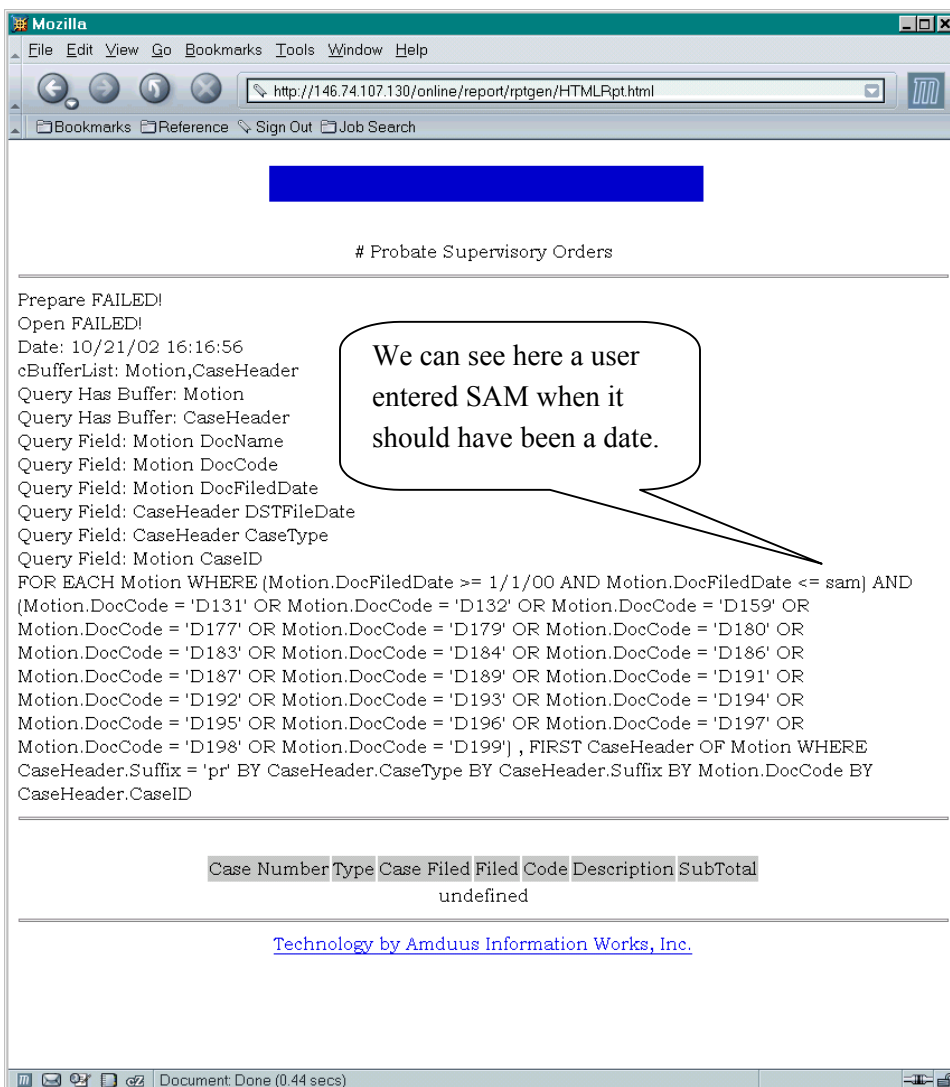 Mozilla
File Edit View Go Bookmarks Tools Window Help
http://146.74.107.130/online/report/rptgen/HTMLRpt.html
Bookmarks Reference Sign Out Job Search
# Probate Supervisory Orders
Prepare FAILED!
Open FAILED!
Date: 10/21/02 16:16:56
cBufferList: Motion,CaseHeader
Query Has Buffer: Motion
Query Has Buffer: CaseHeader
Query Field: Motion DocName
Query Field: Motion DocCode
Query Field: Motion DocFiledDate
Query Field: CaseHeader DSTFileDate
Query Field: CaseHeader CaseType
Query Field: Motion CaseID
We can see here a user
entered SAM when it
should have been a date.
FOR EACH Motion WHERE (Motion.DocFiledDate >= 1/1/00 AND Motion.DocFiledDate <= sam) AND
(Motion.DocCode = 'D131' OR Motion.DocCode = 'D132' OR Motion.DocCode = 'D159' OR
Motion.DocCode = 'D177' OR Motion.DocCode = 'D179' OR Motion.DocCode = 'D180' OR
Motion.DocCode = 'D183' OR Motion.DocCode = 'D184' OR Motion.DocCode = 'D186' OR
Motion.DocCode = 'D187' OR Motion.DocCode = 'D189' OR Motion.DocCode = 'D191' OR
Motion.DocCode = 'D192' OR Motion.DocCode = 'D193' OR Motion.DocCode = 'D194' OR
Motion.DocCode = 'D195' OR Motion.DocCode = 'D196' OR Motion.DocCode = 'D197' OR
Motion.DocCode = 'D198' OR Motion.DocCode = 'D199') , FIRST CaseHeader OF Motion WHERE
CaseHeader.Suffix = 'pr' BY CaseHeader.CaseType BY CaseHeader.Suffix BY Motion.DocCode BY
CaseHeader.CaseID
Case Number Type Case Filed Filed Code Description SubTotal
undefined
Technology by Amduus Information Works, Inc.
Document: Done (0.44 secs)